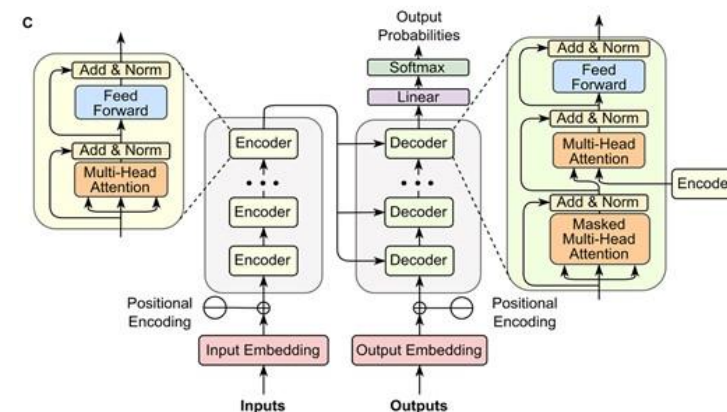 C
Add & Norm
Feed
Forward
Add & Norm
Multi-Head
Attention
Encoder
• • •
Encoder
Encoder
Positional
Encoding
Input Embedding
Inputs
Output
Probabilities
Softmax
Linear
Decoder
• • •
Decoder
Decoder
Positional
Encoding
Output Embedding
Outputs
Add & Norm
Feed
Forward
Add & Norm
Multi-Head
Attention
Add & Norm
Masked
Multi-Head
Attention
Encode